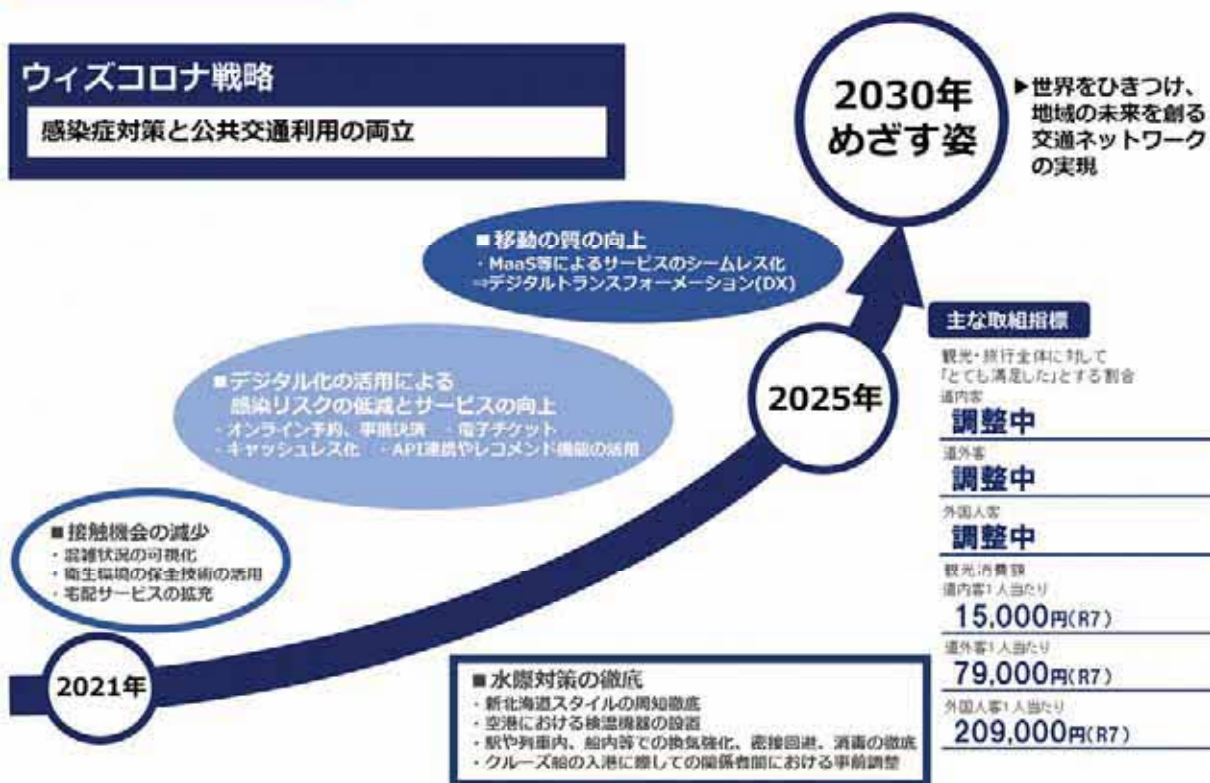 ウィズコロナ戦略
感染症対策と公共交通利用の両立
2030年
めざす姿
▶世界をひきつけ、
地域の未来を創る
交通ネットワーク
の実現
■移動の質の向上
・MaaS等によるサービスのシームレス化
⇒デジタルトランスフォーメーション(DX)
■デジタル化の活用による
感染リスクの低減とサービスの向上
・オンライン予約、事前決済 ・電子チケット
・キャッシュレス化 ・API連携やレコメンド機能の活用
2025年
■接触機会の減少
・混雑状況の可視化
・衛生環境の保全技術の活用
・宅配サービスの拡充
2021年
■水際対策の徹底
・新北海道スタイルの周知徹底
・空港における検温機器の設置
・駅や列車内、船内等での換気強化、密接回避、消毒の徹底
・クルーズ船の入港に際しての関係者間における事前調整
主な取組指標
観光・旅行全体に対して
「とても満足した」とする割合
道内客
調整中
道外客
調整中
外国人客
調整中
観光消費額
道内客1人当たり
15,000円(R7)
道外客1人当たり
79,000円(R7)
外国人客1人当たり
209,000円(R7)